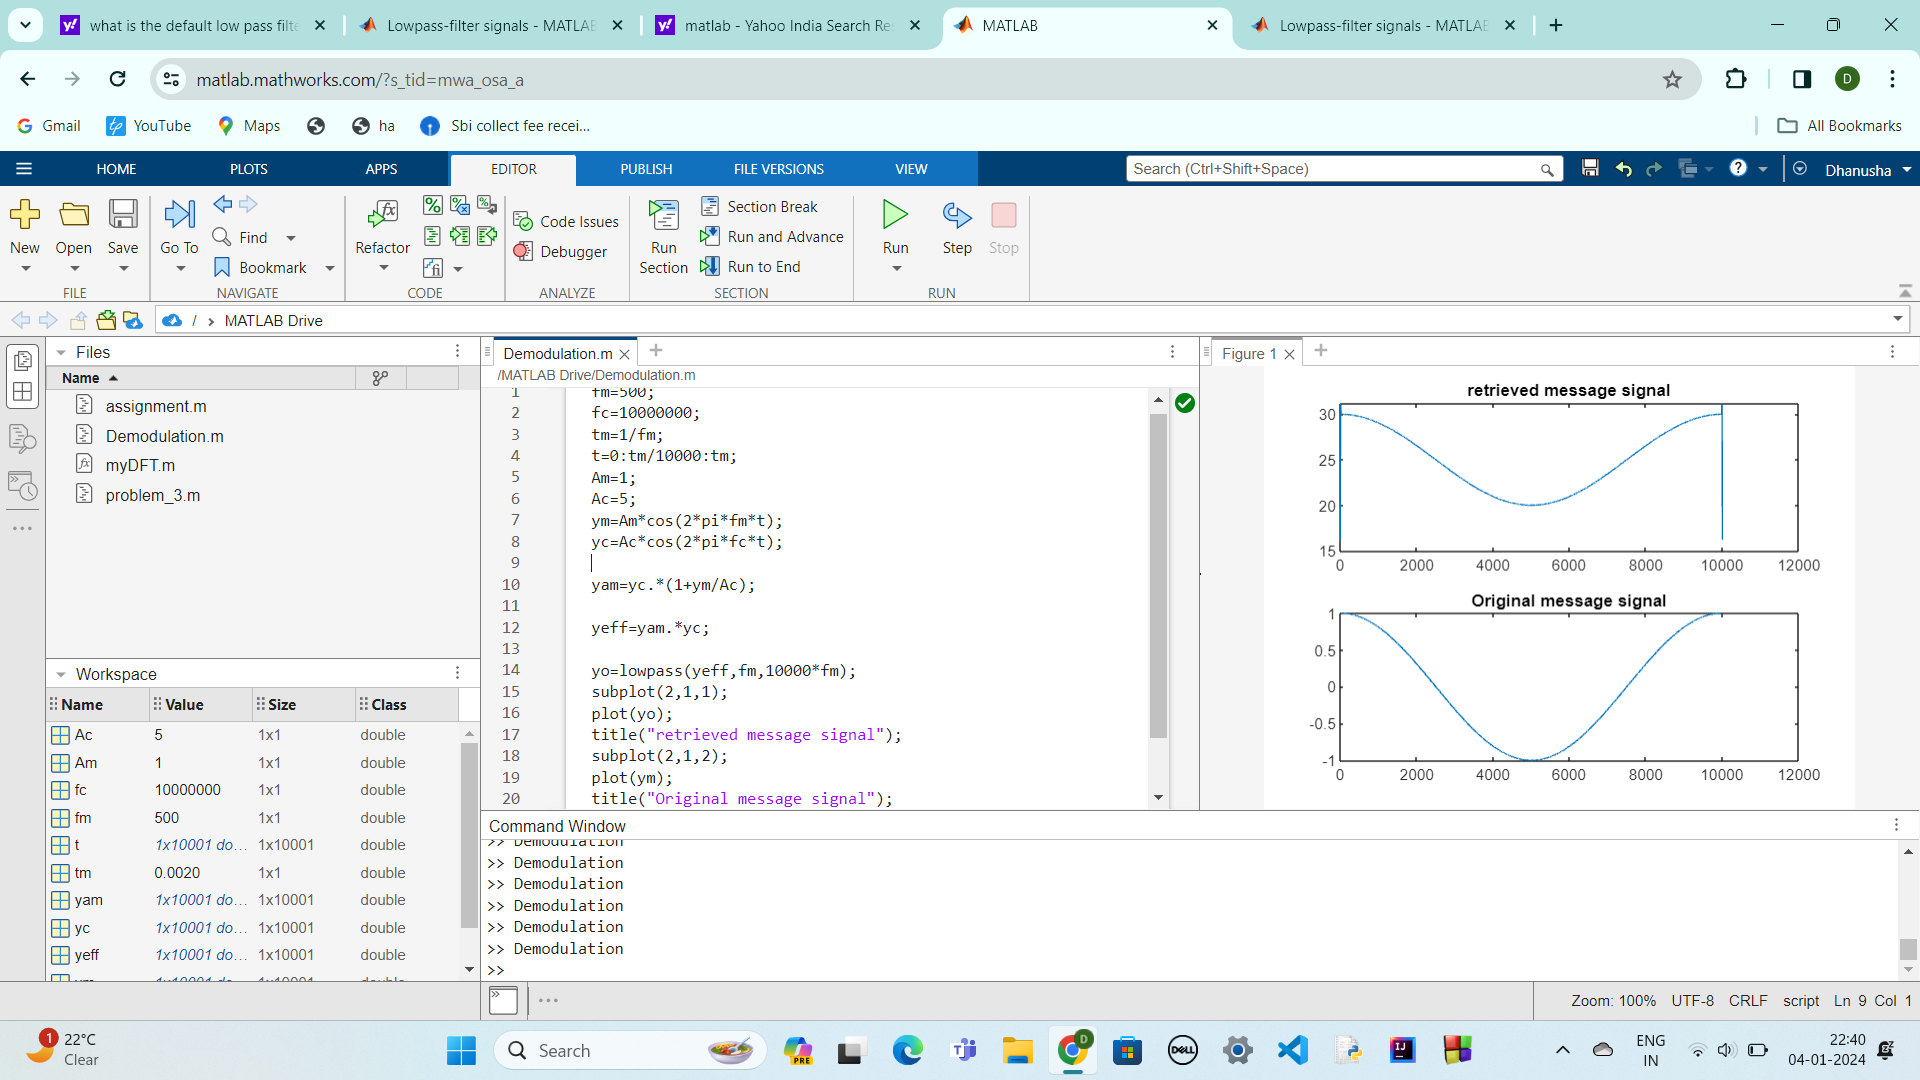 what is the default low pass filte
Lowpass-filter signals - MATLAB
matlab - Yahoo India Search Res
MATLAB
Lowpass-filter signals - MATLAB
matlab.mathworks.com/?s_tid=mwa_osa_a
D
Gmail
YouTube
Maps
ha
Sbi collect fee recei...
All Bookmarks
HOME
PLOTS
APPS
EDITOR
PUBLISH
FILE VERSIONS
VIEW
Search (Ctrl+Shift+Space)
Dhanusha
New
Open
Save
FILE
Go To
Find
Bookmark
NAVIGATE
Refactor
CODE
Code Issues
Debugger
ANALYZE
Run Section
Section Break
Run and Advance
Run to End
SECTION
Run
Step
Stop
RUN
/ › MATLAB Drive
Files
Name
assignment.m
Demodulation.m
myDFT.m
problem_3.m
Workspace
Name Value Size Class
Ac 5 1x1 double
Am 1 1x1 double
fc 10000000 1x1 double
fm 500 1x1 double
t 1x10001 do... 1x10001 double
tm 0.0020 1x1 double
yam 1x10001 do... 1x10001 double
yc 1x10001 do... 1x10001 double
yeff 1x10001 do... 1x10001 double
Demodulation.m
/MATLAB Drive/Demodulation.m
1 fm=500;
2 fc=10000000;
3 tm=1/fm;
4 t=0:tm/10000:tm;
5 Am=1;
6 Ac=5;
7 ym=Am*cos(2*pi*fm*t);
8 yc=Ac*cos(2*pi*fc*t);
9
10 yam=yc.*(1+ym/Ac);
11
12 yeff=yam.*yc;
13
14 yo=lowpass(yeff,fm,10000*fm);
15 subplot(2,1,1);
16 plot(yo);
17 title("retrieved message signal");
18 subplot(2,1,2);
19 plot(ym);
20 title("Original message signal");
Figure 1
retrieved message signal
30
25
20
15
0 2000 4000 6000 8000 10000 12000
Original message signal
1
0.5
0
-0.5
-1
0 2000 4000 6000 8000 10000 12000
Command Window
>> Demodulation
>> Demodulation
>> Demodulation
>> Demodulation
>> Demodulation
>> Demodulation
>>
Zoom: 100% UTF-8 CRLF script Ln 9 Col 1
1
22°C
Clear
Search
PRE
D
DELL
IJ
ENG
IN
22:40
04-01-2024